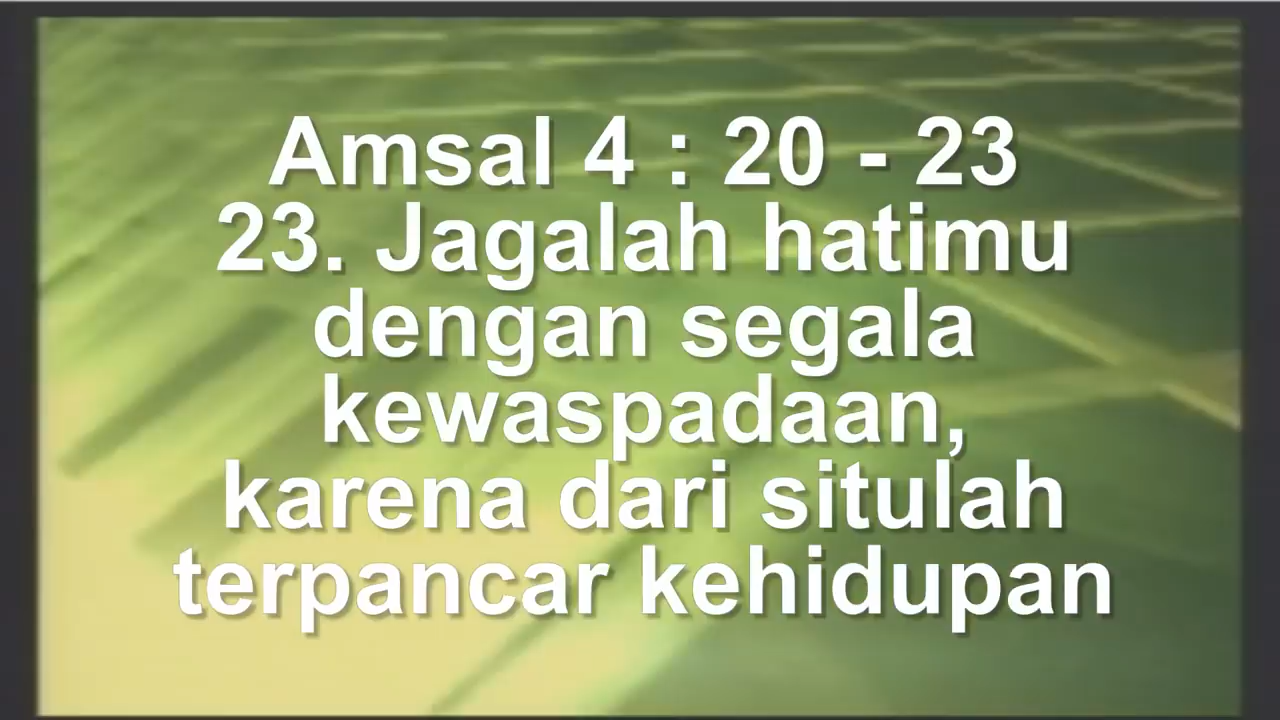 Amsal 4 : 20 - 23
23. Jagalah hatimu
dengan segala
kewaspadaan,
karena dari situlah
terpancar kehidupan